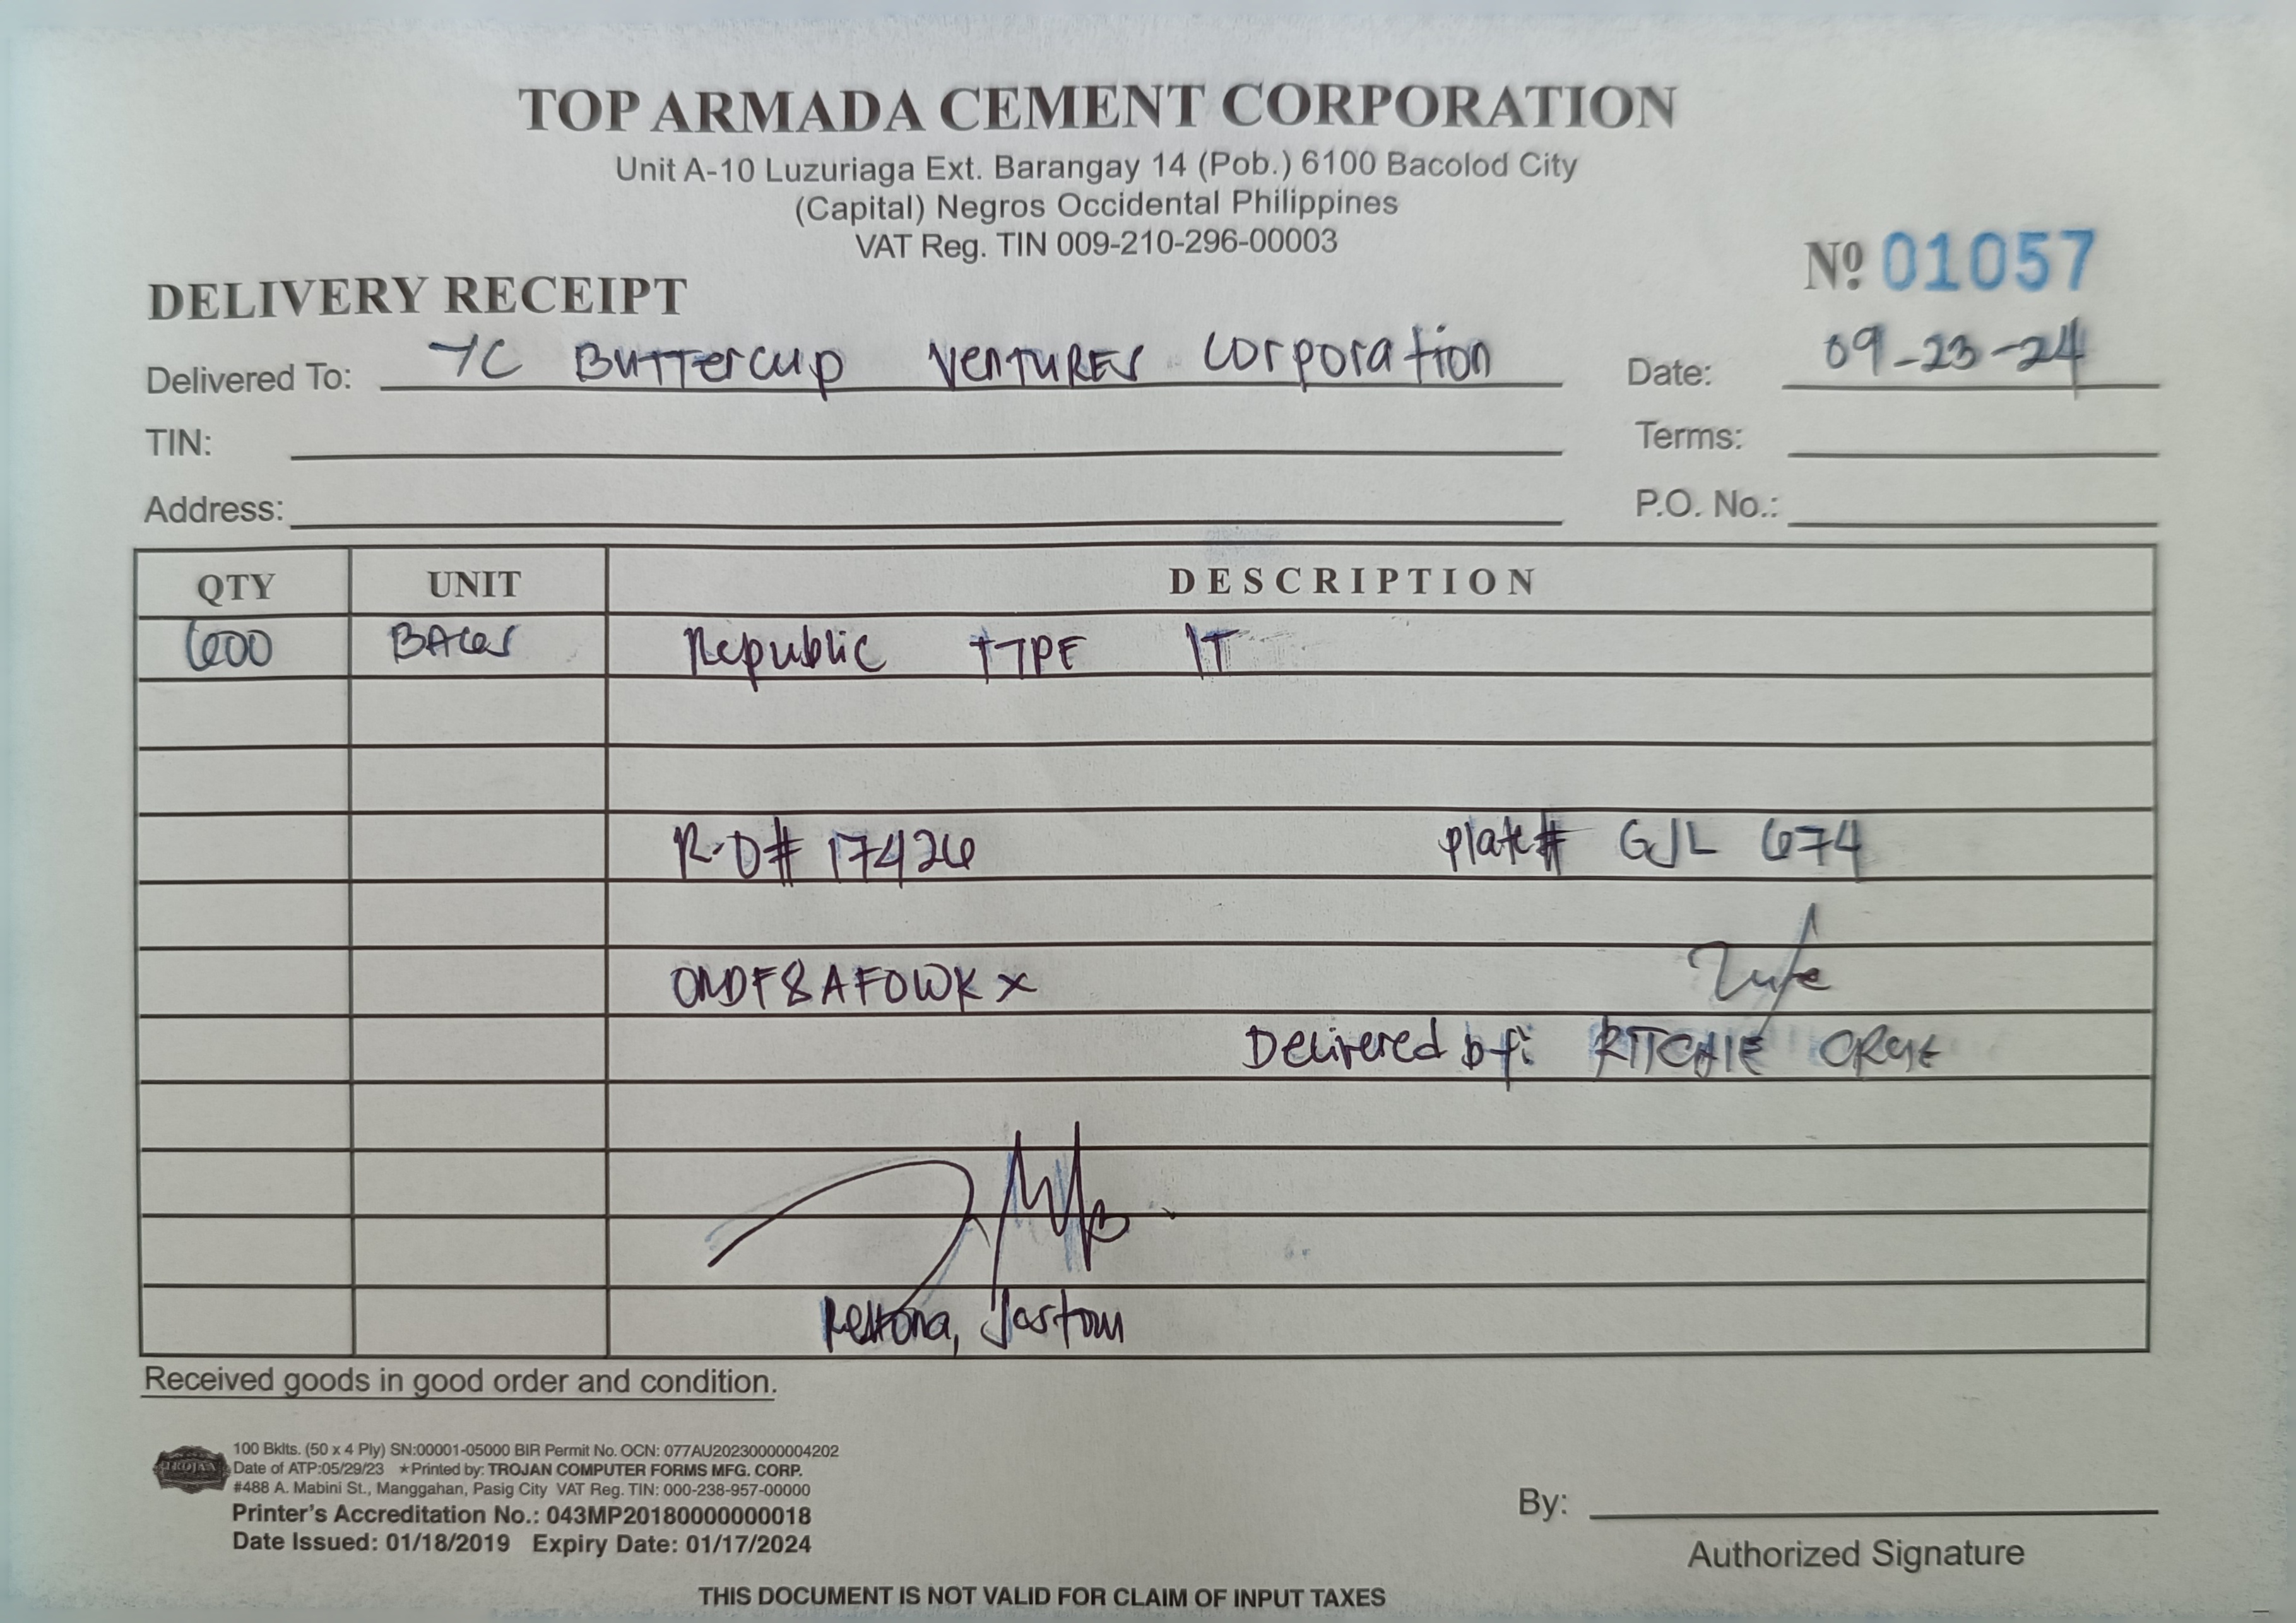 TOP ARMADA CEMENT CORPORATION
Unit A-10 Luzuriaga Ext. Barangay 14 (Pob.) 6100 Bacolod City
(Capital) Negros Occidental Philippines
VAT Reg. TIN 009-210-296-00003
Nº 01057
DELIVERY RECEIPT
Delivered To: 7C Buttercup Ventures Corporation Date: 09-23-24
TIN: Terms:
Address: P.O. No.:
QTY UNIT DESCRIPTION
600 BAGS Republic TYPE 1T
R-O# 17426 plate# GJL 674
OMDF8AFOWKX
Delivered by: RITCHIE
Jastom
Received goods in good order and condition.
TROJAN
100 Bklts. (50 x 4 Ply) SN:00001-05000 BIR Permit No. OCN: 077AU20230000004202
Date of ATP:05/29/23 ★Printed by: TROJAN COMPUTER FORMS MFG. CORP.
#488 A. Mabini St., Manggahan, Pasig City VAT Reg. TIN: 000-238-957-00000
Printer's Accreditation No.: 043MP20180000000018
Date Issued: 01/18/2019 Expiry Date: 01/17/2024
By:
Authorized Signature
THIS DOCUMENT IS NOT VALID FOR CLAIM OF INPUT TAXES